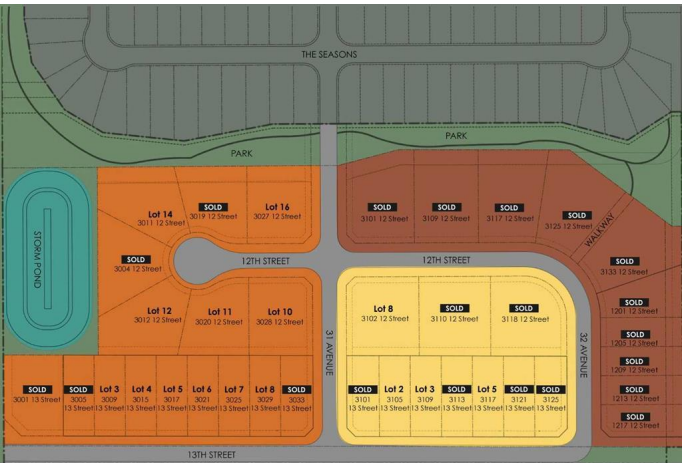 THE SEASONS
PARK
PARK
Lot 14
3011 12 Street
SOLD
3019 12 Street
Lot 16
3027 12 Street
SOLD
3101 12 Street
SOLD
3109 12 Street
SOLD
3117 12 Street
SOLD
3125 12 Street
WALKWAY
STORM POND
SOLD
3004 12 Street
12TH STREET
12TH STREET
SOLD
3133 12 Street
Lot 12
3012 12 Street
Lot 11
3020 12 Street
Lot 10
3028 12 Street
31 AVENUE
Lot 8
3102 12 Street
SOLD
3110 12 Street
SOLD
3118 12 Street
32 AVENUE
SOLD
1201 12 Street
SOLD
1205 12 Street
SOLD
1209 12 Street
SOLD
1213 12 Street
SOLD
1217 12 Street
SOLD
3001 13 Street
SOLD
3005
13 Street
Lot 3
3009
13 Street
Lot 4
3015
13 Street
Lot 5
3017
13 Street
Lot 6
3021
13 Street
Lot 7
3025
13 Street
Lot 8
3029
13 Street
SOLD
3033
13 Street
SOLD
3101
13 Street
Lot 2
3105
13 Street
Lot 3
3109
13 Street
SOLD
3113
13 Street
Lot 5
3117
13 Street
SOLD
3121
13 Street
SOLD
3125
13 Street
13TH STREET